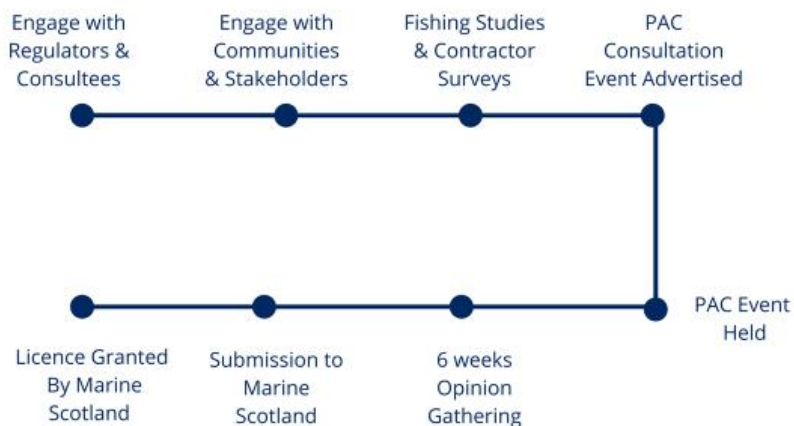 Engage with
Regulators &
Consultees
Engage with
Communities
& Stakeholders
Fishing Studies
& Contractor
Surveys
PAC
Consultation
Event Advertised
PAC Event
Held
6 weeks
Opinion
Gathering
Submission to
Marine
Scotland
Licence Granted
By Marine
Scotland